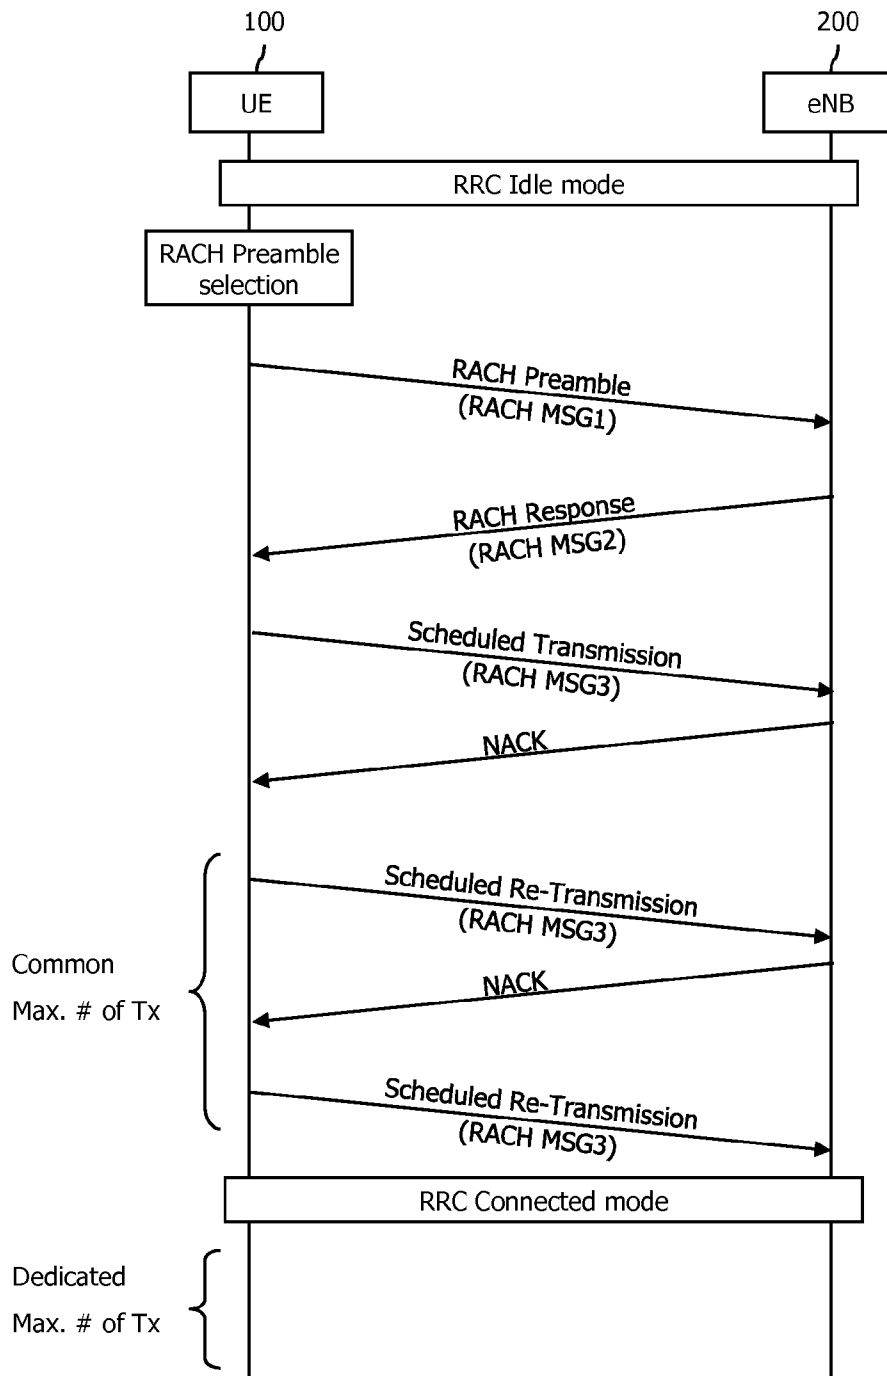 100
200
UE
eNB
RRC Idle mode
RACH Preamble
selection
RACH Preamble
(RACH MSG1)
RACH Response
(RACH MSG2)
Scheduled Transmission
(RACH MSG3)
NACK
Scheduled Re-Transmission
(RACH MSG3)
Common
Max. # of Tx
NACK
Scheduled Re-Transmission
(RACH MSG3)
RRC Connected mode
Dedicated
Max. # of Tx